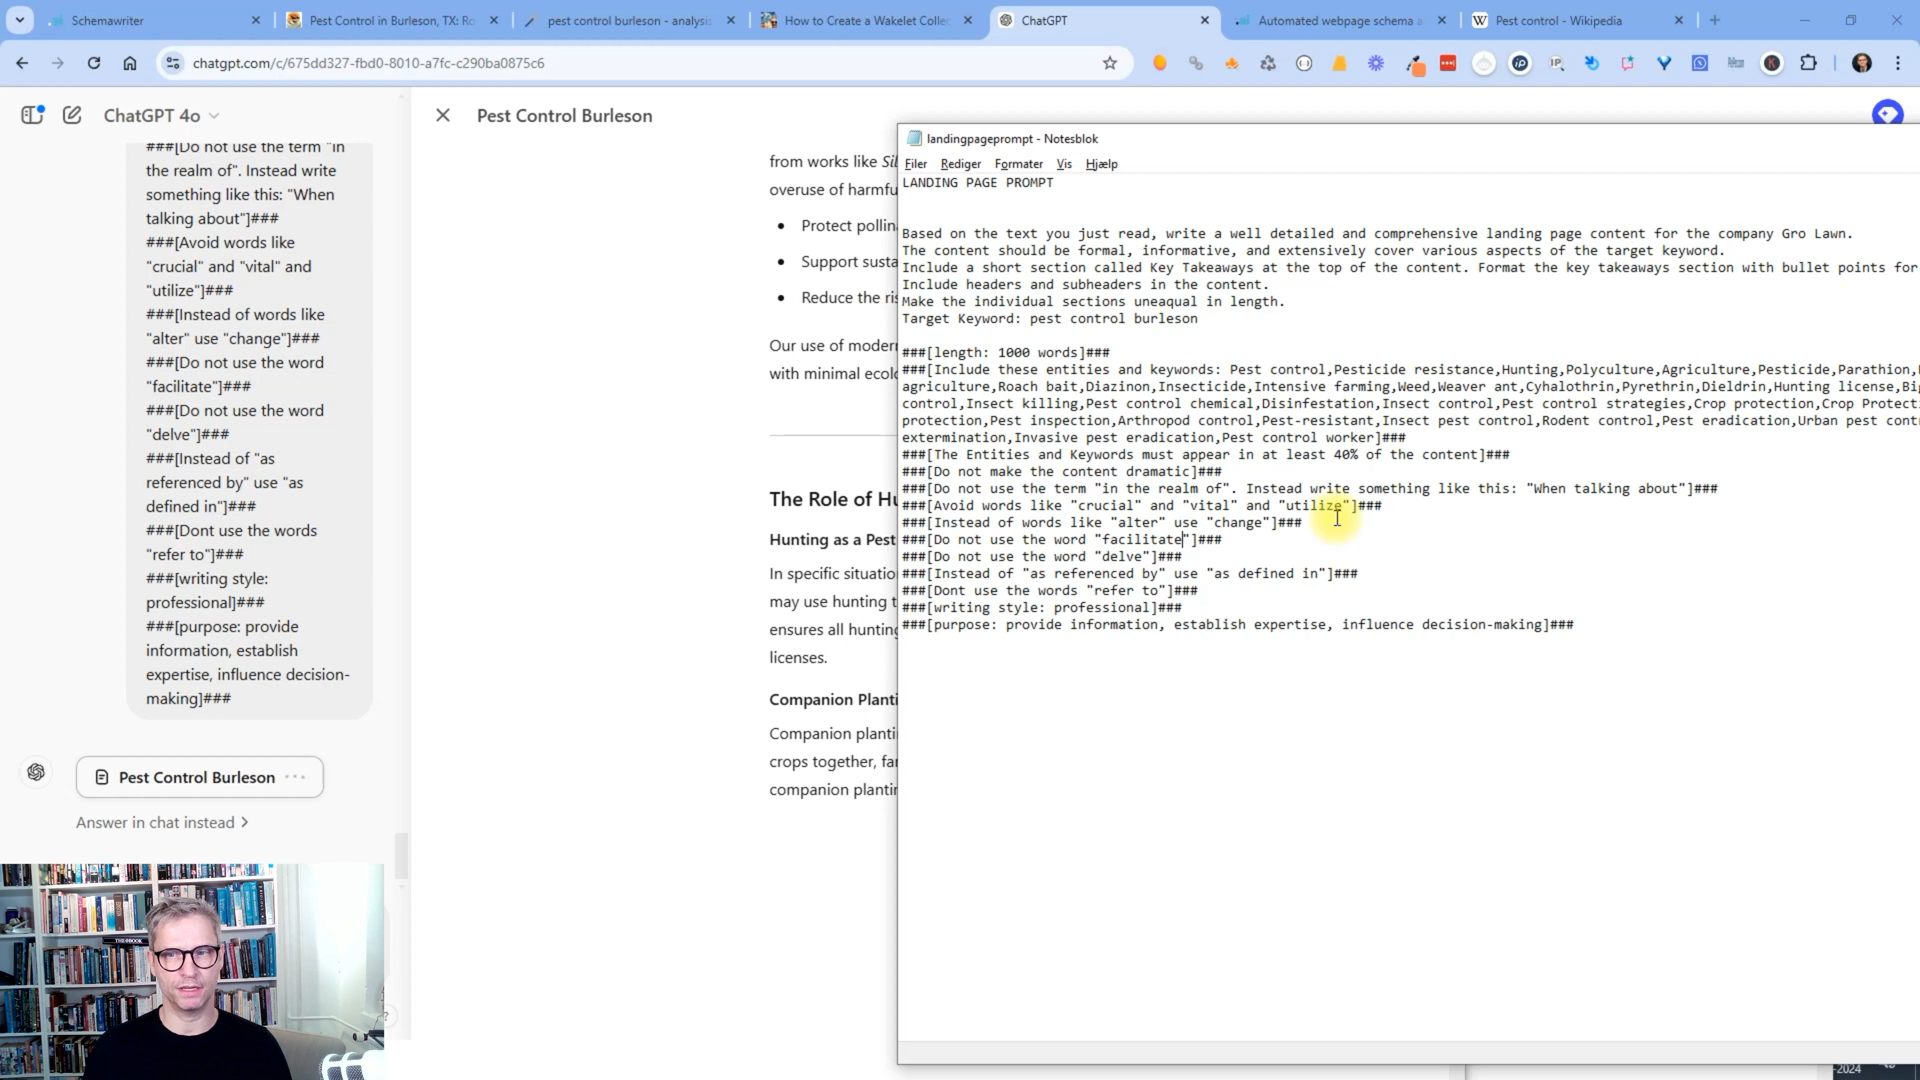 Schemawriter
Pest Control in Burleson, TX: Ro
pest control burleson - analysis
How to Create a Wakelet Colle
ChatGPT
Automated webpage schema a
Pest control - Wikipedia
chatgpt.com/c/675dd327-fbd0-8010-a7fc-c290ba0875c6
ChatGPT 4o
###[Do not use the term "in
the realm of". Instead write
something like this: "When
talking about"]###
###[Avoid words like
"crucial" and "vital" and
"utilize"]###
###[Instead of words like
"alter" use "change"]###
###[Do not use the word
"facilitate"]###
###[Do not use the word
"delve"]###
###[Instead of "as
referenced by" use "as
defined in"]###
###[Dont use the words
"refer to"]###
###[writing style:
professional]###
###[purpose: provide
information, establish
expertise, influence decision-
making]###
Pest Control Burleson
Answer in chat instead >
Pest Control Burleson
from works like Sil
overuse of harmfu
• Protect pollin
• Support susta
• Reduce the ris
Our use of modern
with minimal ecolo
The Role of Hu
Hunting as a Pest
In specific situatio
may use hunting t
ensures all hunting
licenses.
Companion Planti
Companion plantin
crops together, far
companion plantin
landingpageprompt - Notesblok
Filer Rediger Formater Vis Hjælp
LANDING PAGE PROMPT
Based on the text you just read, write a well detailed and comprehensive landing page content for the company Gro Lawn.
The content should be formal, informative, and extensively cover various aspects of the target keyword.
Include a short section called Key Takeaways at the top of the content. Format the key takeaways section with bullet points for
Include headers and subheaders in the content.
Make the individual sections uneaqual in length.
Target Keyword: pest control burleson
###[length: 1000 words]###
###[Include these entities and keywords: Pest control,Pesticide resistance,Hunting,Polyculture,Agriculture,Pesticide,Parathion,
agriculture,Roach bait,Diazinon,Insecticide,Intensive farming,Weed,Weaver ant,Cyhalothrin,Pyrethrin,Dieldrin,Hunting license,Bi
control,Insect killing,Pest control chemical,Disinfestation,Insect control,Pest control strategies,Crop protection,Crop Protect
protection,Pest inspection,Arthropod control,Pest-resistant,Insect pest control,Rodent control,Pest eradication,Urban pest cont
extermination,Invasive pest eradication,Pest control worker]###
###[The Entities and Keywords must appear in at least 40% of the content]###
###[Do not make the content dramatic]###
###[Do not use the term "in the realm of". Instead write something like this: "When talking about"]###
###[Avoid words like "crucial" and "vital" and "utilize"]###
###[Instead of words like "alter" use "change"]###
###[Do not use the word "facilitate"]###
###[Do not use the word "delve"]###
###[Instead of "as referenced by" use "as defined in"]###
###[Dont use the words "refer to"]###
###[writing style: professional]###
###[purpose: provide information, establish expertise, influence decision-making]###
-2024